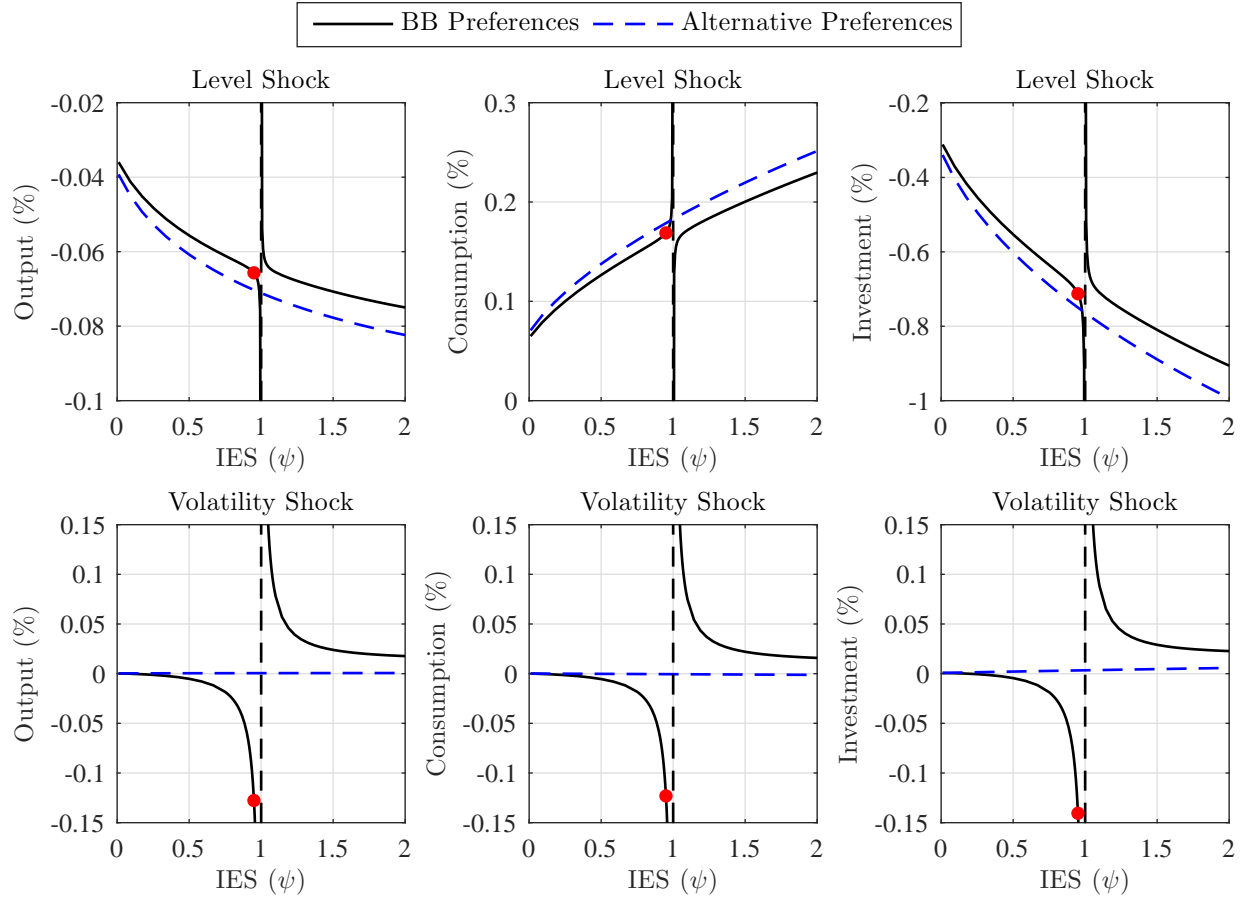 BB Preferences Alternative Preferences
Level Shock
Output (%)
-0.02
-0.04
-0.06
-0.08
-0.1
0 0.5 1 1.5 2
IES (ψ)
Level Shock
Consumption (%)
0.3
0.2
0.1
0
0 0.5 1 1.5 2
IES (ψ)
Level Shock
Investment (%)
-0.2
-0.4
-0.6
-0.8
-1
0 0.5 1 1.5 2
IES (ψ)
Volatility Shock
Output (%)
0.15
0.1
0.05
0
-0.05
-0.1
-0.15
0 0.5 1 1.5 2
IES (ψ)
Volatility Shock
Consumption (%)
0.15
0.1
0.05
0
-0.05
-0.1
-0.15
0 0.5 1 1.5 2
IES (ψ)
Volatility Shock
Investment (%)
0.15
0.1
0.05
0
-0.05
-0.1
-0.15
0 0.5 1 1.5 2
IES (ψ)